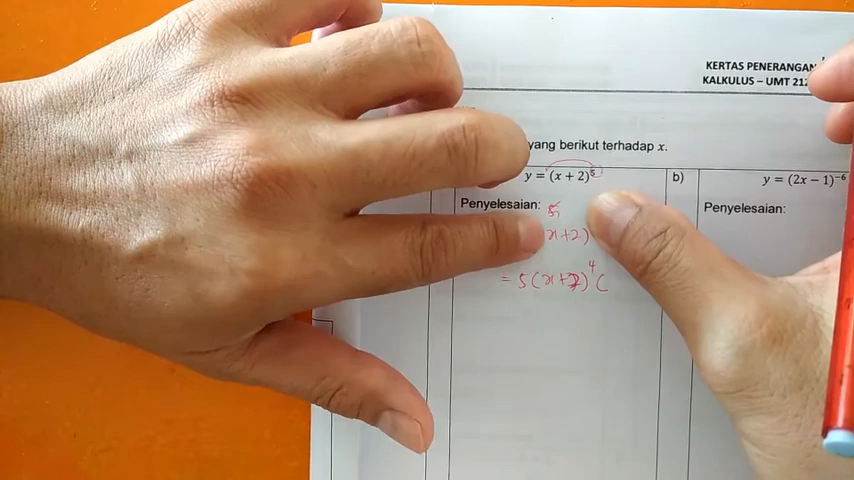 KERTAS PENERANGAN
KALKULUS – UMT 212
yang berikut terhadap x.
y = (x + 2)⁵
b)
y = (2x − 1)⁻⁶
Penyelesaian:
Penyelesaian:
x+2)
= 5(x+2)⁴(